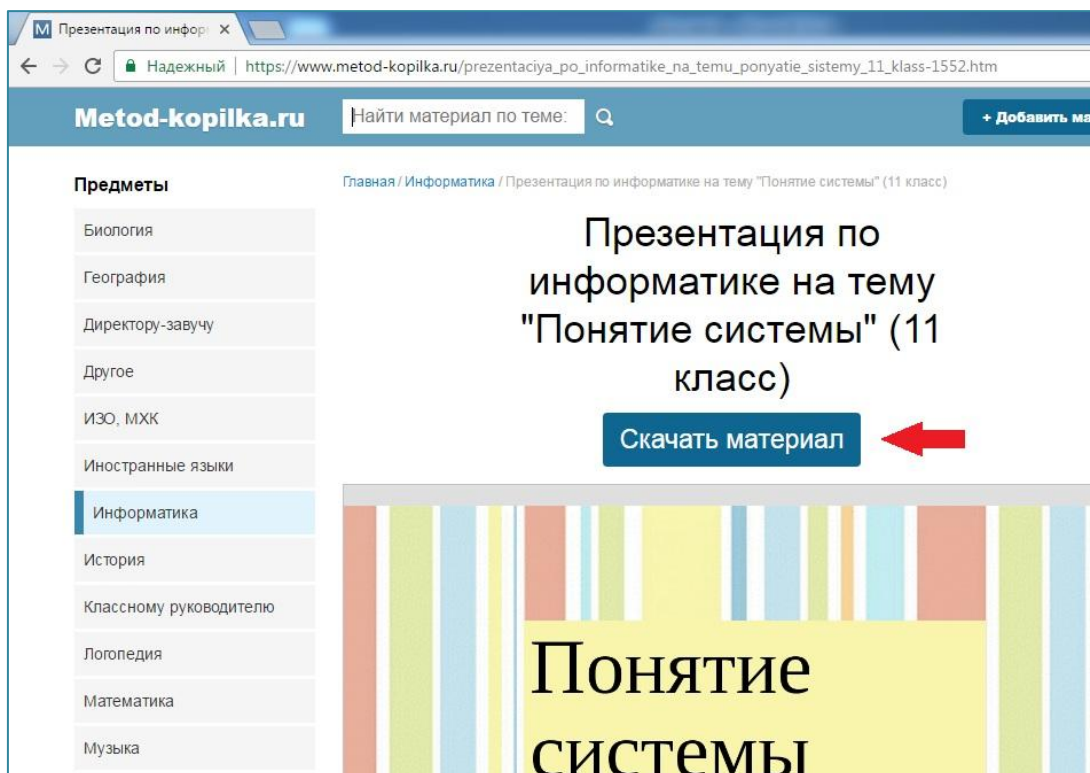 Презентация по инфор
Надежный | https://www.metod-kopilka.ru/prezentaciya_po_informatike_na_temu_ponyatie_sistemy_11_klass-1552.htm
Metod-kopilka.ru
Найти материал по теме:
+ Добавить ма
Предметы
Главная / Информатика / Презентация по информатике на тему "Понятие системы" (11 класс)
Биология
География
Директору-завучу
Другое
ИЗО, МХК
Иностранные языки
Информатика
История
Классному руководителю
Логопедия
Математика
Музыка
Презентация по
информатике на тему
"Понятие системы" (11
класс)
Скачать материал
Понятие
системы